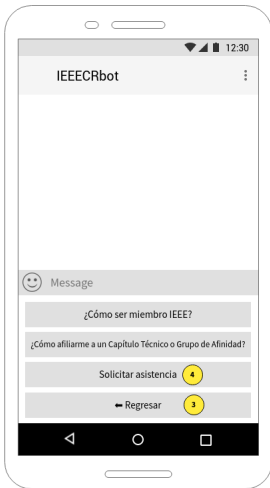 12:30
IEEECRbot
Message
¿Cómo ser miembro IEEE?
¿Cómo afiliarme a un Capítulo Técnico o Grupo de Afinidad?
Solicitar asistencia 4
⬅ Regresar 3